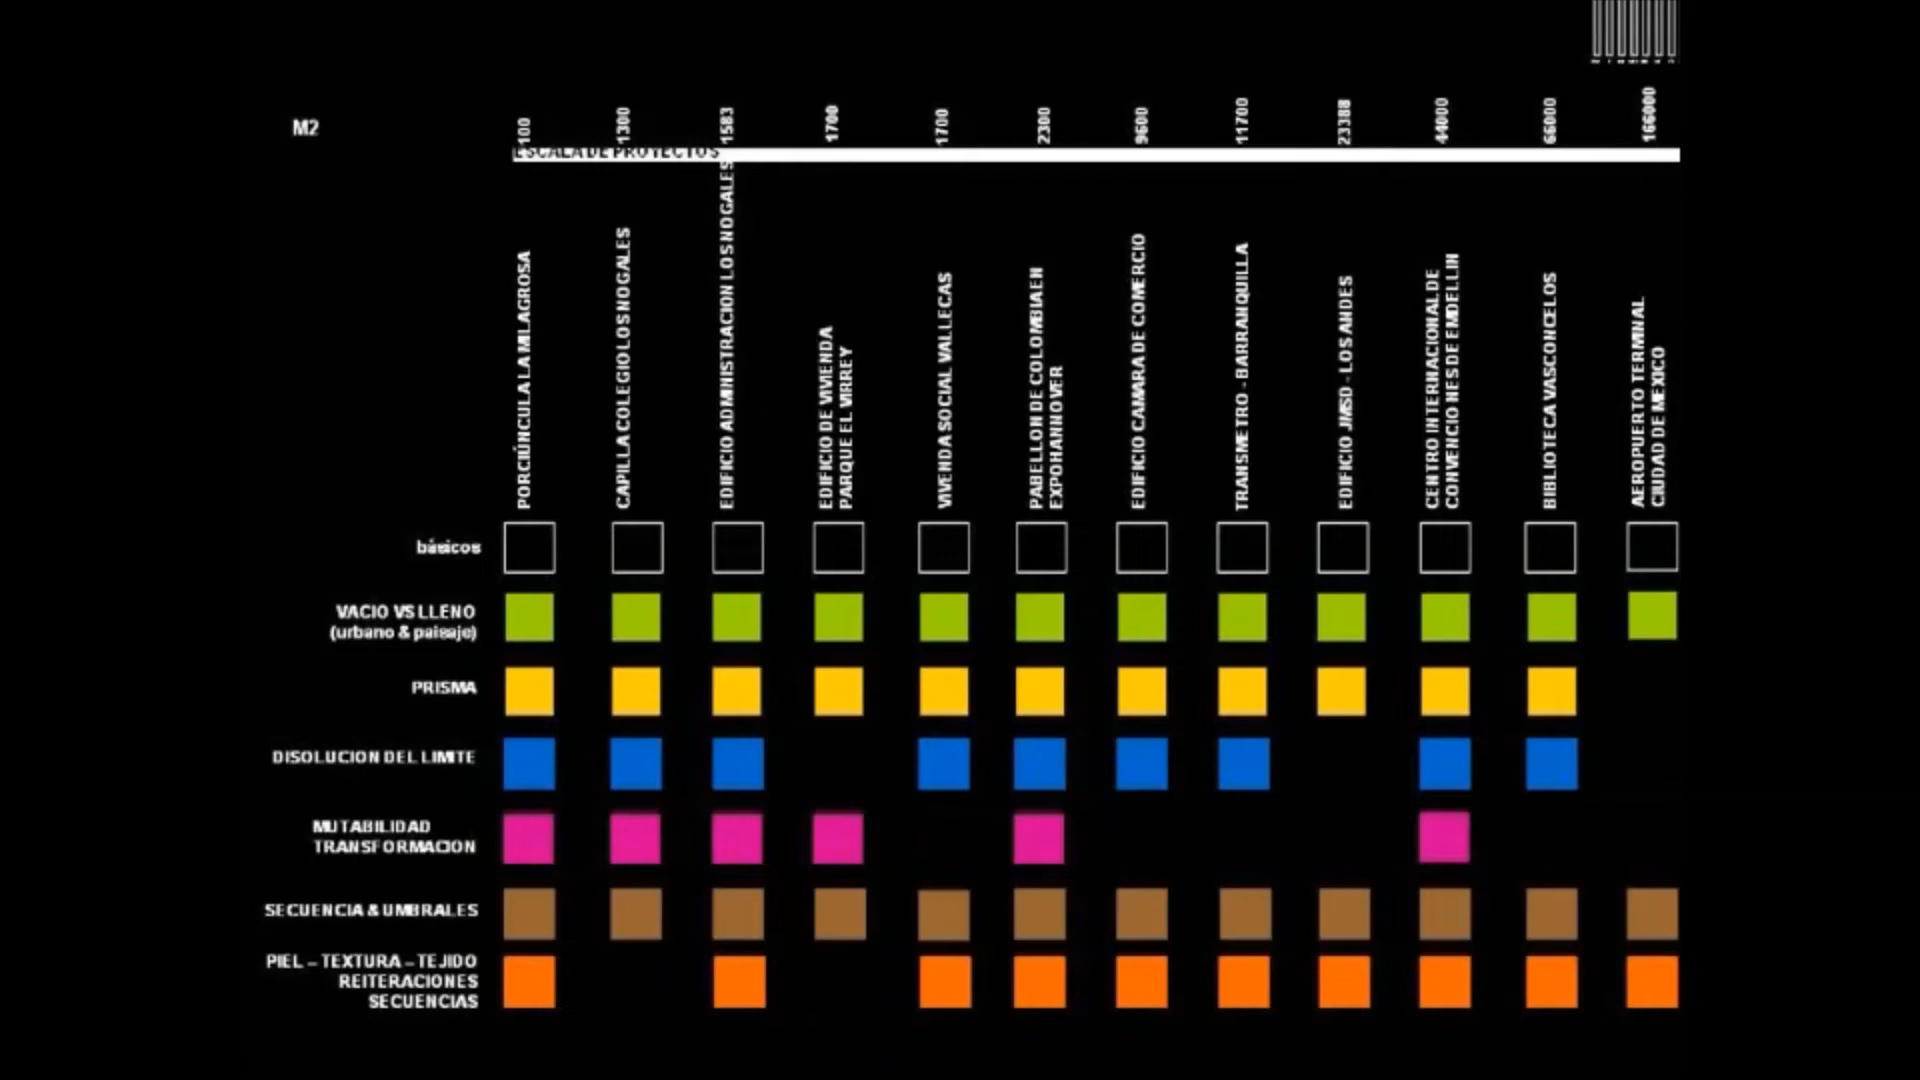 M2
100
1300
1583
1700
1700
2300
9600
11700
23388
44000
66000
166000
ESCALA DE PROYECTOS
PORCIÚNCULA LA MILAGROSA
CAPILLA COLEGIO LOS NOGALES
EDIFICIO ADMINISTRACION LOS NOGALES
EDIFICIO DE VIVIENDA
PARQUE EL VIRREY
VIVIENDA SOCIAL VALLECAS
PABELLON DE COLOMBIA EN
EXPOHANNOVER
EDIFICIO CAMARA DE COMERCIO
TRANSMETRO - BARRANQUILLA
EDIFICIO JMSD - LOS ANDES
CENTRO INTERNACIONAL DE
CONVENCIONES DE EMDELLIN
BIBLIOTECA VASCONCELOS
AEROPUERTO TERMINAL
CIUDAD DE MEXICO
básicos
VACIO VS LLENO
(urbano & paisaje)
PRISMA
DISOLUCION DEL LIMITE
MUTABILIDAD
TRANSFORMACION
SECUENCIA & UMBRALES
PIEL – TEXTURA – TEJIDO
REITERACIONES
SECUENCIAS